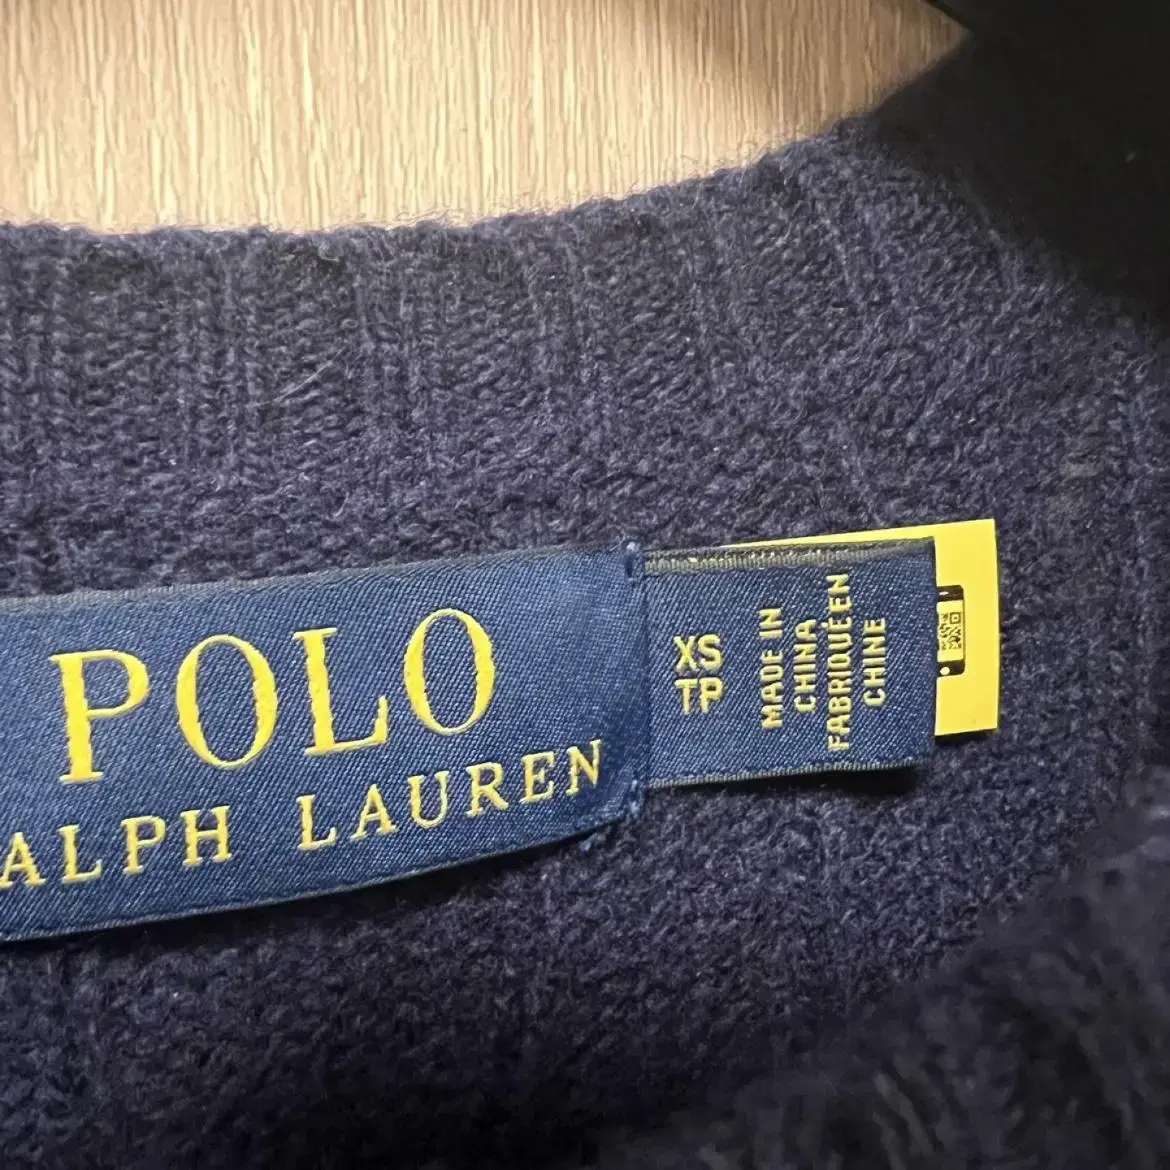 POLO
ALPH LAUREN
XS
TP
MADE IN
CHINA
FABRIQUÉ EN
CHINE